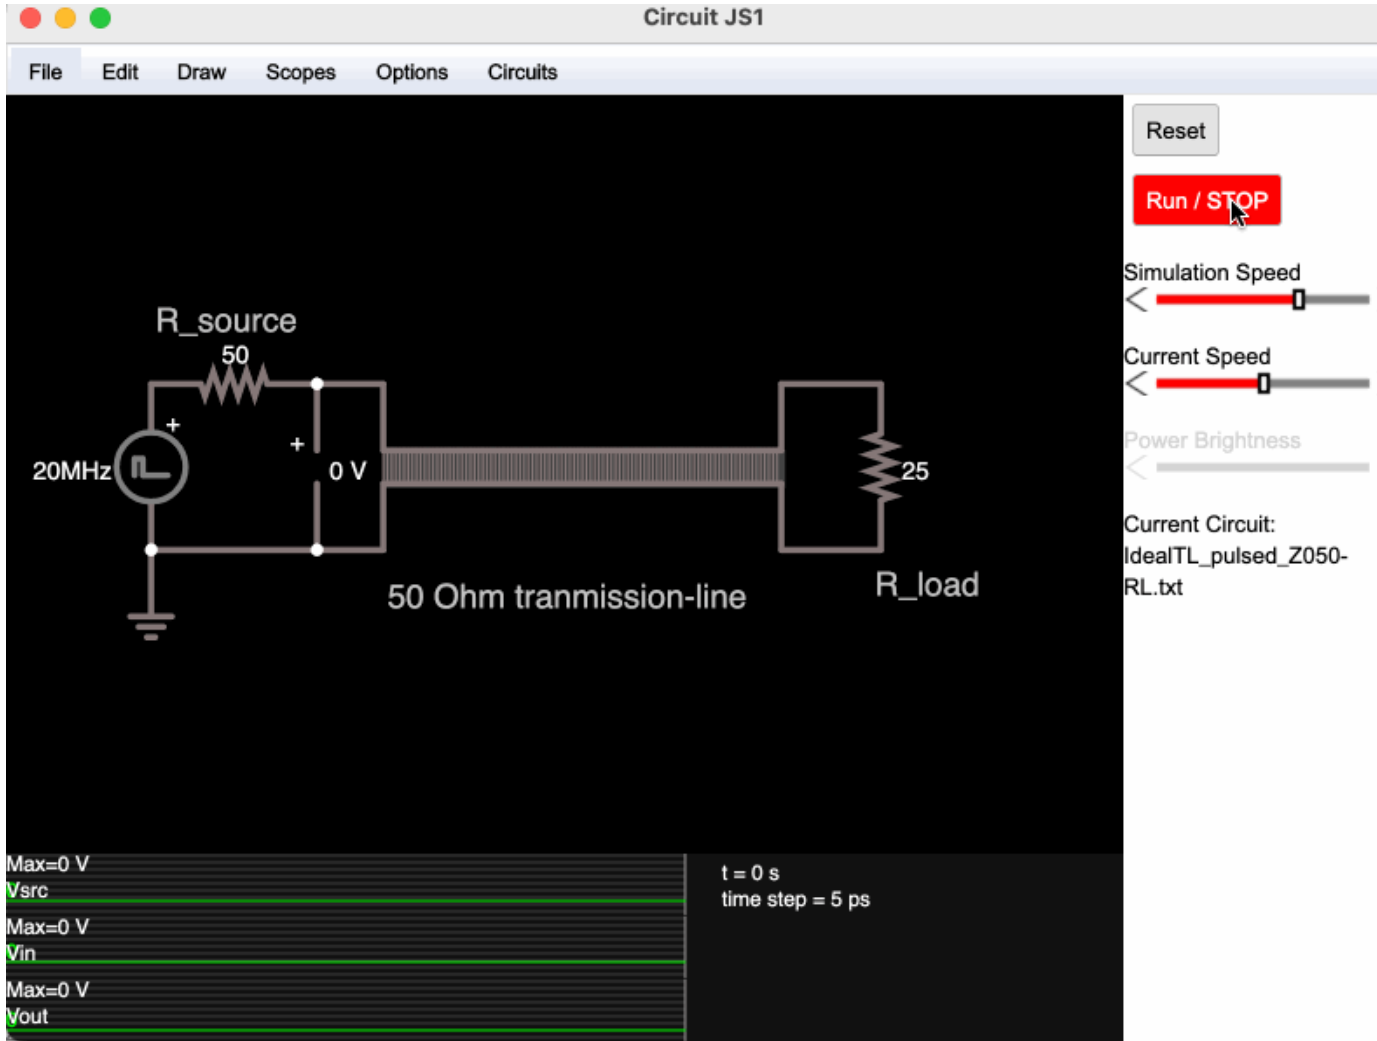 Circuit JS1
File Edit Draw Scopes Options Circuits
Reset
Run / STOP
Simulation Speed
Current Speed
Power Brightness
Current Circuit:
IdealTL_pulsed_Z050-
RL.txt
R_source
50
+
+
20MHz
0 V
25
R_load
50 Ohm tranmission-line
Max=0 V
Vsrc
Max=0 V
Vin
Max=0 V
Vout
t = 0 s
time step = 5 ps